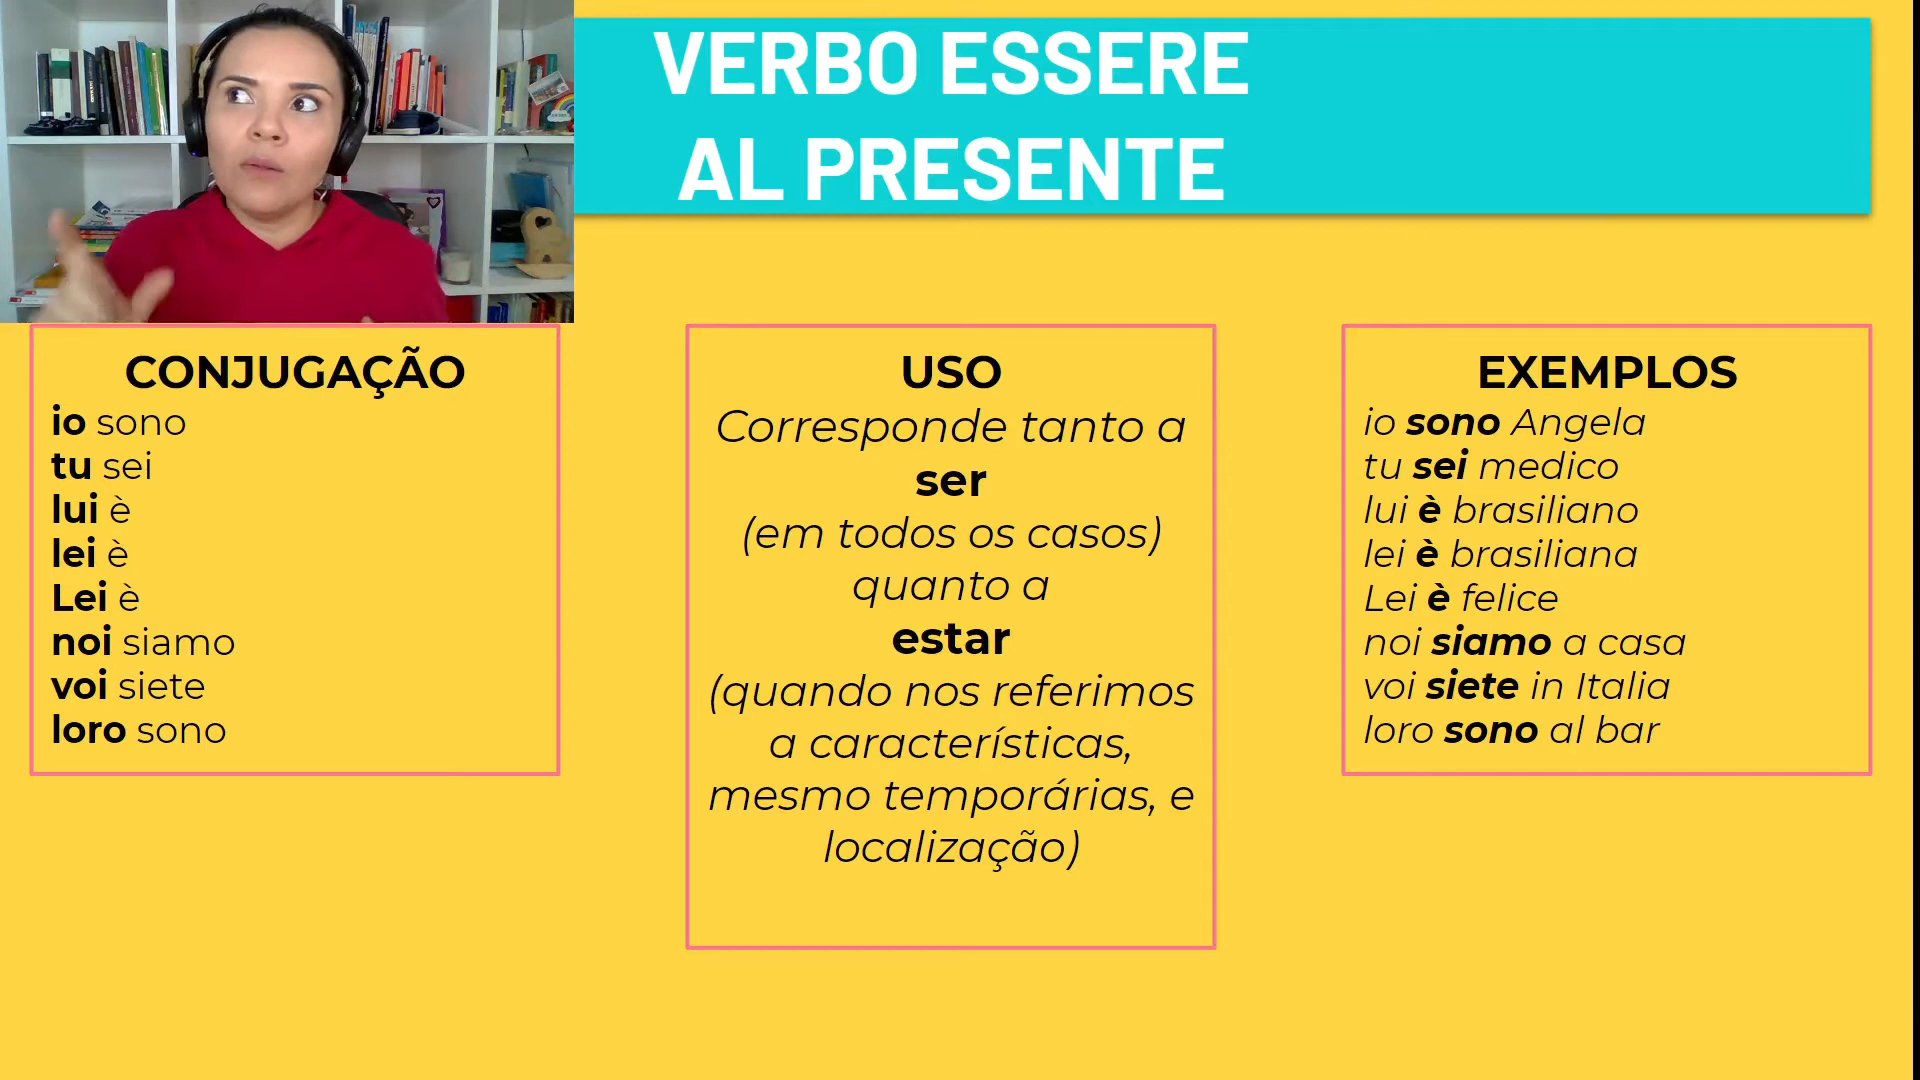 VERBO ESSERE
AL PRESENTE
CONJUGAÇÃO
io sono
tu sei
lui è
lei è
Lei è
noi siamo
voi siete
loro sono
USO
Corresponde tanto a
ser
(em todos os casos)
quanto a
estar
(quando nos referimos
a características,
mesmo temporárias, e
localização)
EXEMPLOS
io sono Angela
tu sei medico
lui è brasiliano
lei è brasiliana
Lei è felice
noi siamo a casa
voi siete in Italia
loro sono al bar